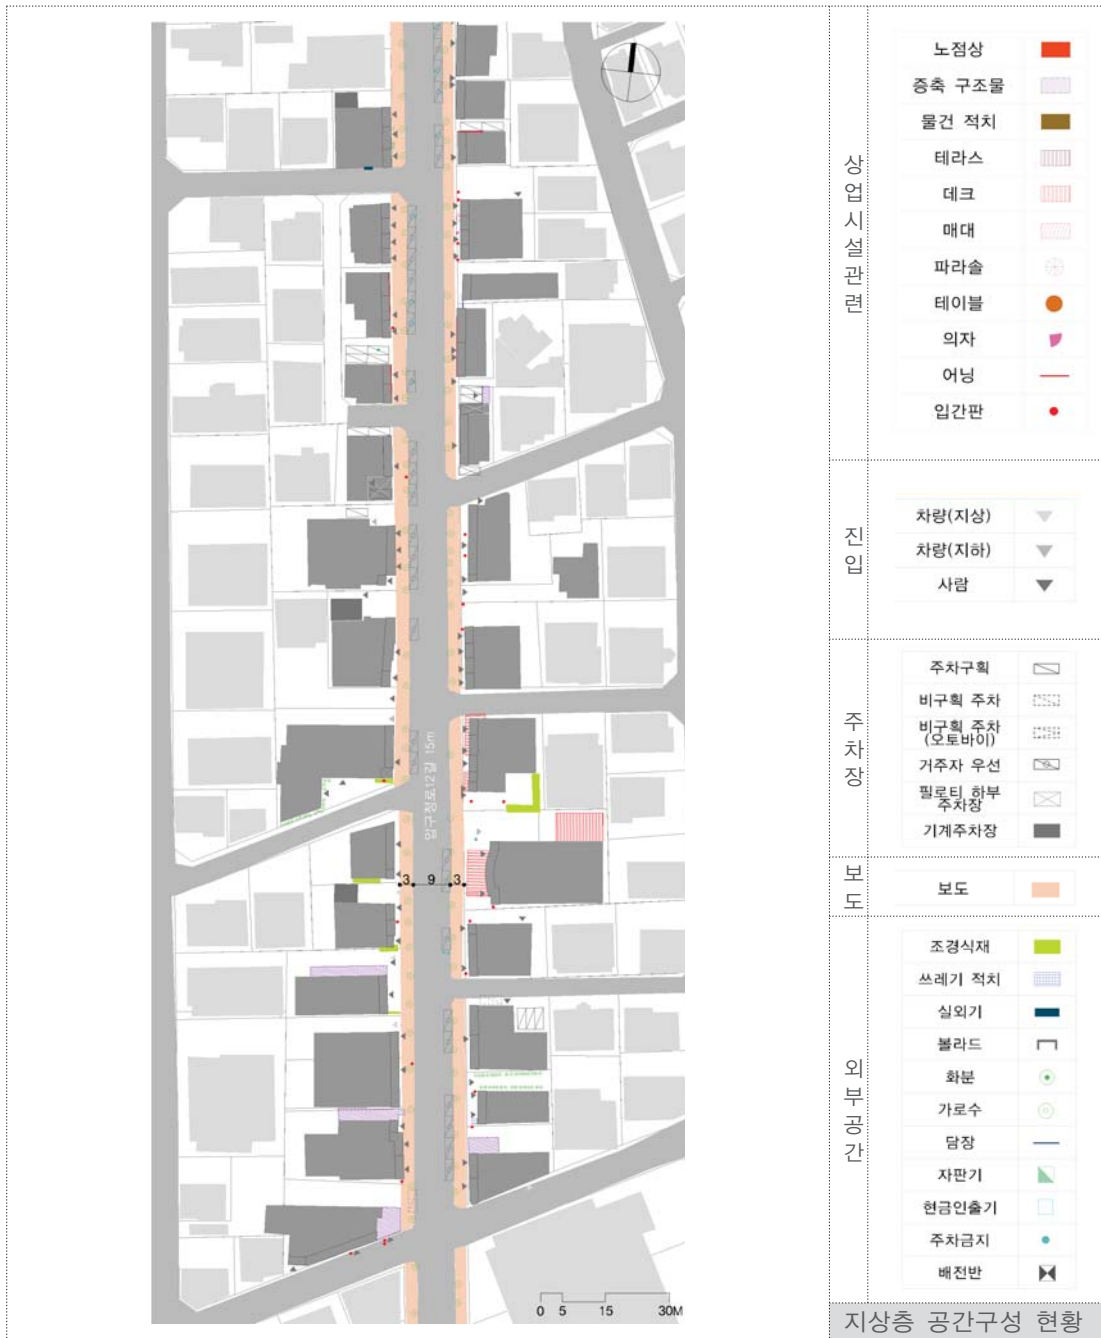 압구정로12길 15m
3 9 3
0 5 15 30M
상업시설관련
노점상
증축 구조물
물건 적치
테라스
데크
매대
파라솔
테이블
의자
어닝
입간판
진입
차량(지상)
차량(지하)
사람
주차장
주차구획
비구획 주차
비구획 주차
(오토바이)
거주자 우선
필로티 하부
주차장
기계주차장
보도
보도
외부공간
조경식재
쓰레기 적치
실외기
볼라드
화분
가로수
담장
자판기
현금인출기
주차금지
배전반
지상층 공간구성 현황